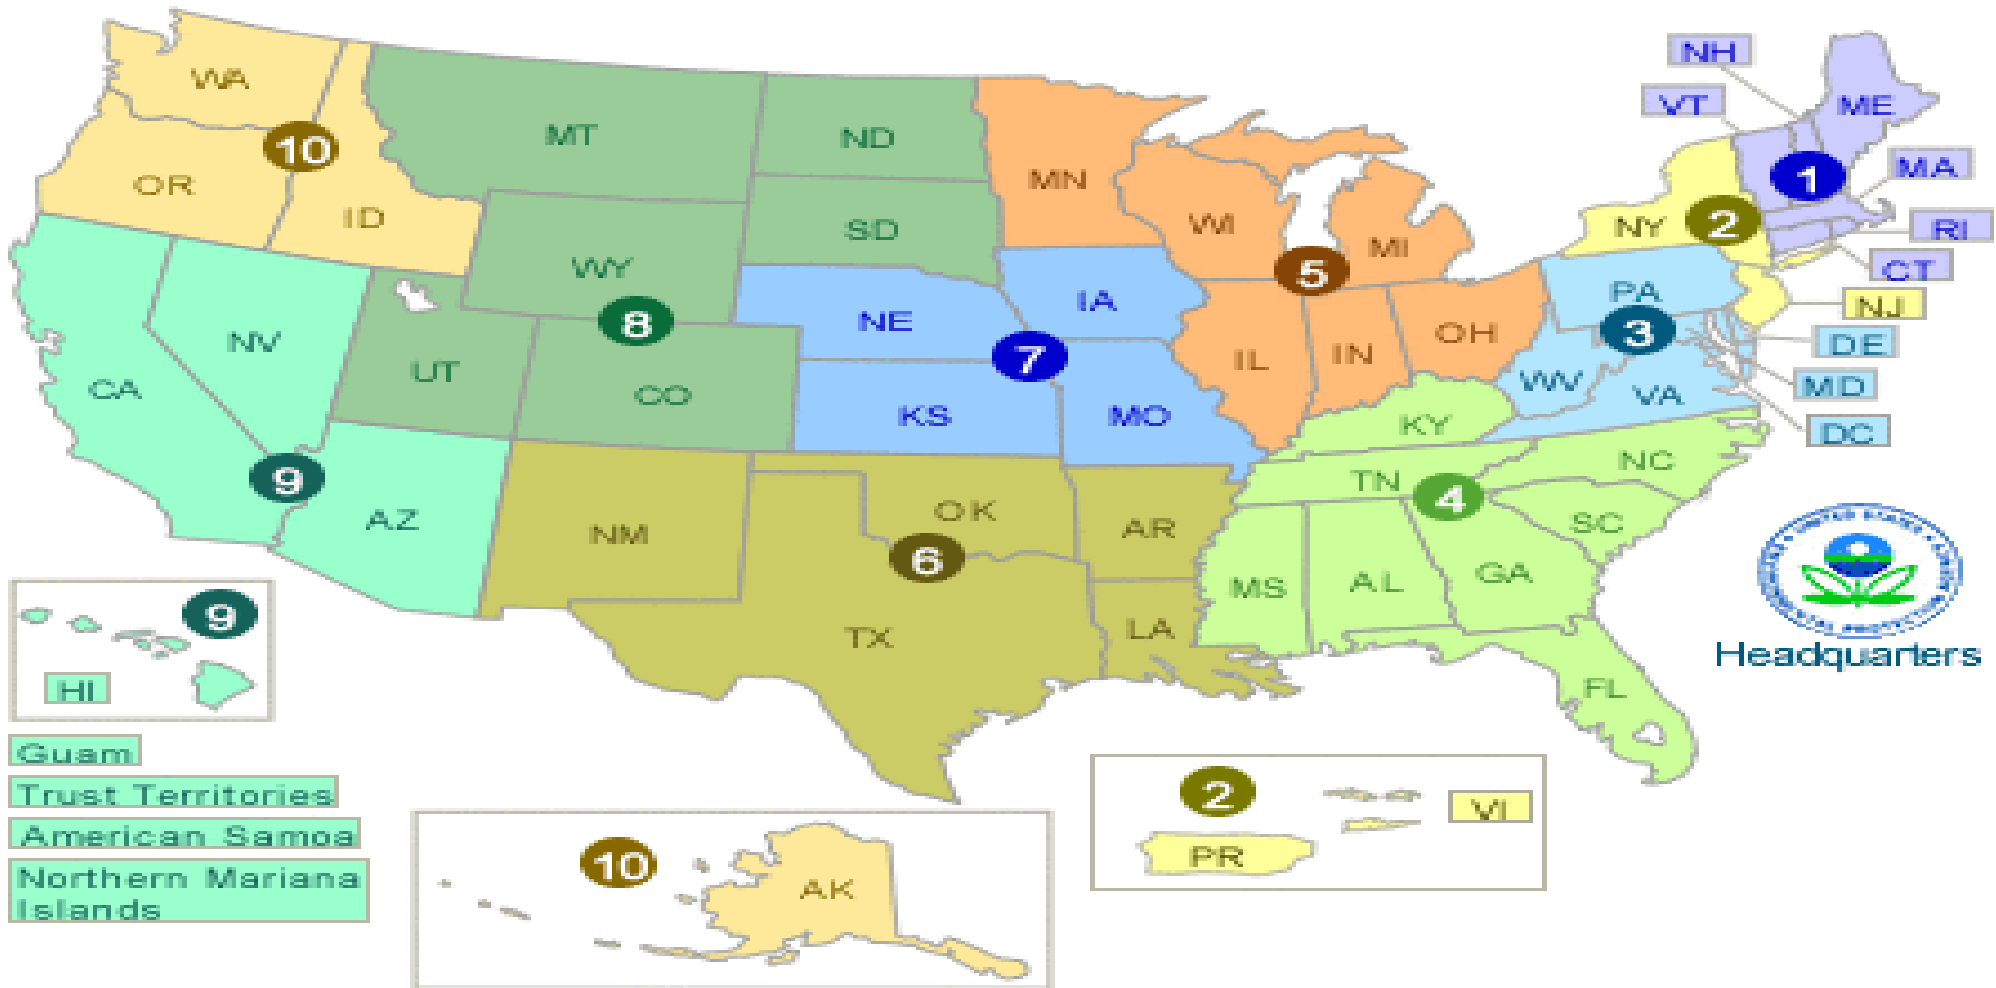 NH
WA
VT
ME
MT
ND
10
MN
MA
OR
1
ID
WI
NY
2
RI
SD
MI
WY
5
CT
PA
IA
NJ
8
NE
3
OH
DE
NV
7
IL
IN
UT
WV
MD
CA
CO
VA
KS
MO
KY
DC
NC
9
TN
4
AZ
OK
SC
NM
AR
6
GA
MS
AL
9
TX
LA
Headquarters
HI
FL
Guam
Trust Territories
2
VI
American Samoa
PR
10
Northern Mariana
Islands
AK
UNITED STATES